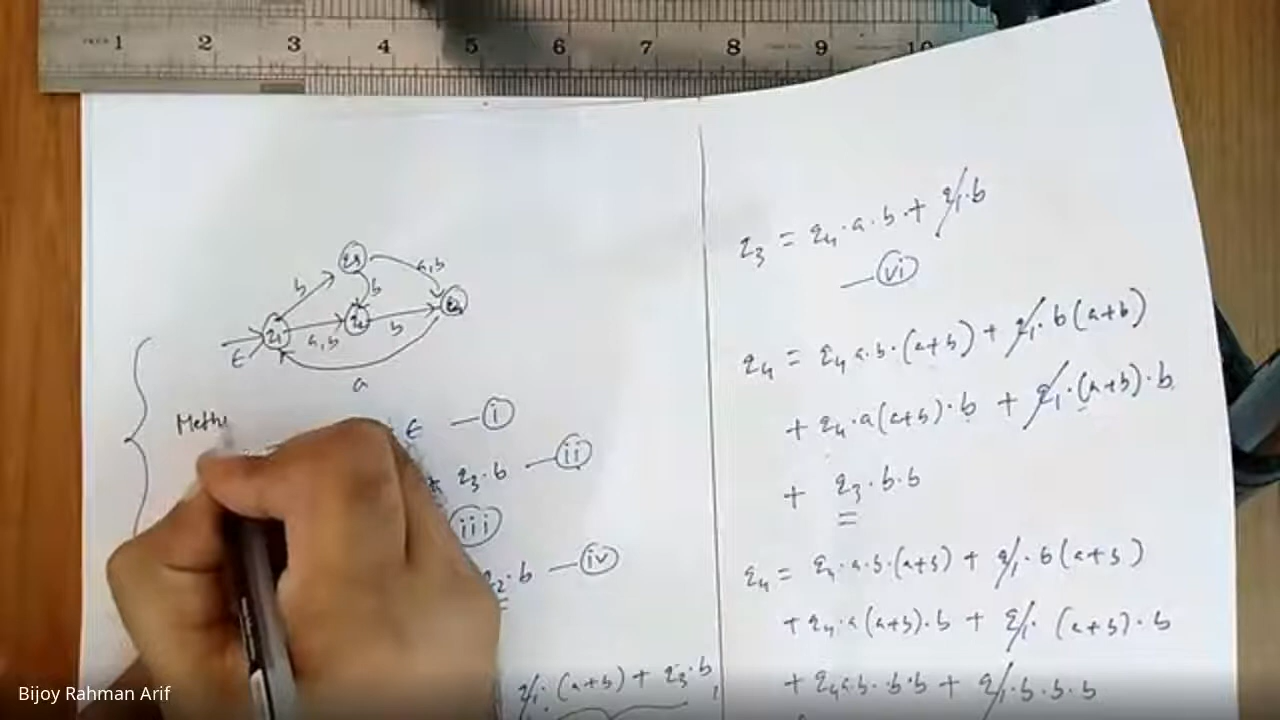 1 2 3 4 5 6 7 8 9 10
q3
b
a,b
b
q1
q2
b
q4
a,b
ε
a
Meth
ε — (i)
q3·b — (ii)
(iii)
q2·b — (iv)
q1·(a+b) + q3·b
q3 = q4·a·b·+ q1·b
— (vi)
q4 = q4 a·b·(a+b) + q1·b(a+b)
+ q4·a(a+b)·b + q1·(a+b)·b
+ q3·b·b
q4 = q4·a·b·(a+b) + q1·b(a+b)
+ q4·a(a+b)·b + q1·(a+b)·b
+ q4 a b··b·b + q1·b·b·b
Bijoy Rahman Arif